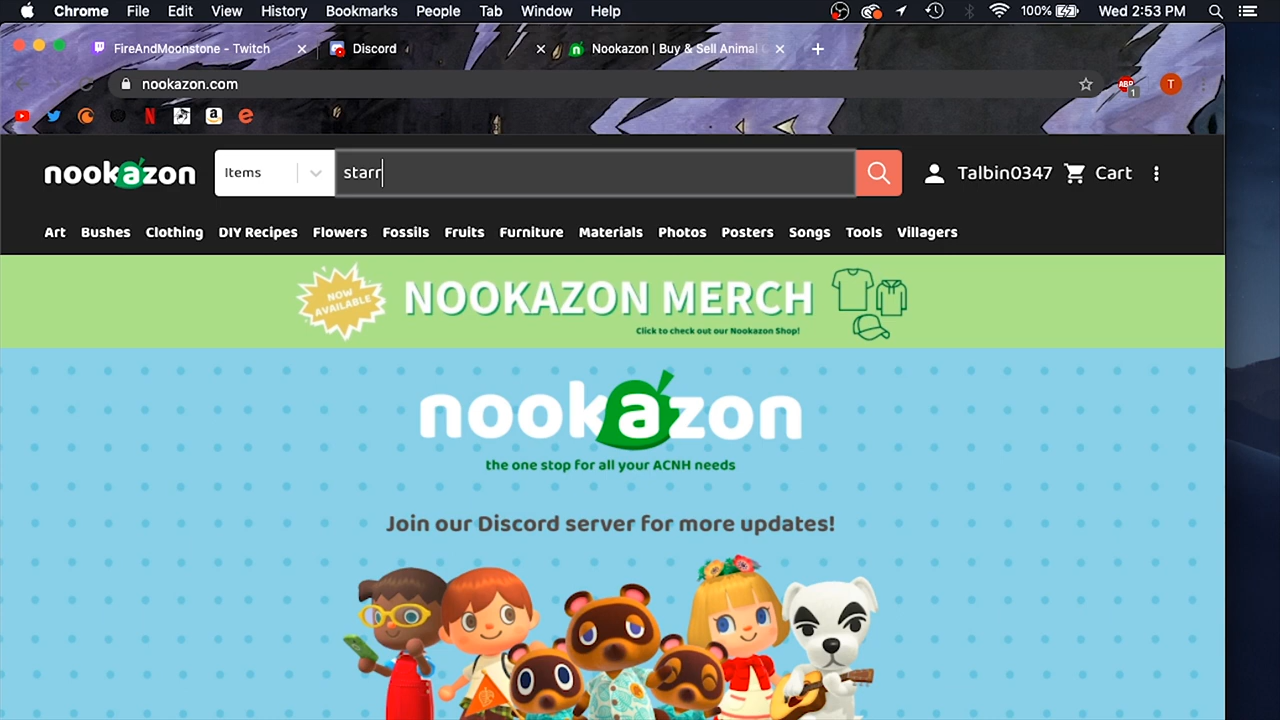 Chrome File Edit View History Bookmarks People Tab Window Help 100% Wed 2:53 PM
FireAndMoonstone - Twitch Discord Nookazon | Buy & Sell Animal
nookazon.com ABP 1 T
nookazon Items starr Talbin0347 Cart
Art Bushes Clothing DIY Recipes Flowers Fossils Fruits Furniture Materials Photos Posters Songs Tools Villagers
NOW AVAILABLE
NOOKAZON MERCH
Click to check out our Nookazon Shop!
nookazon
the one stop for all your ACNH needs
Join our Discord server for more updates!